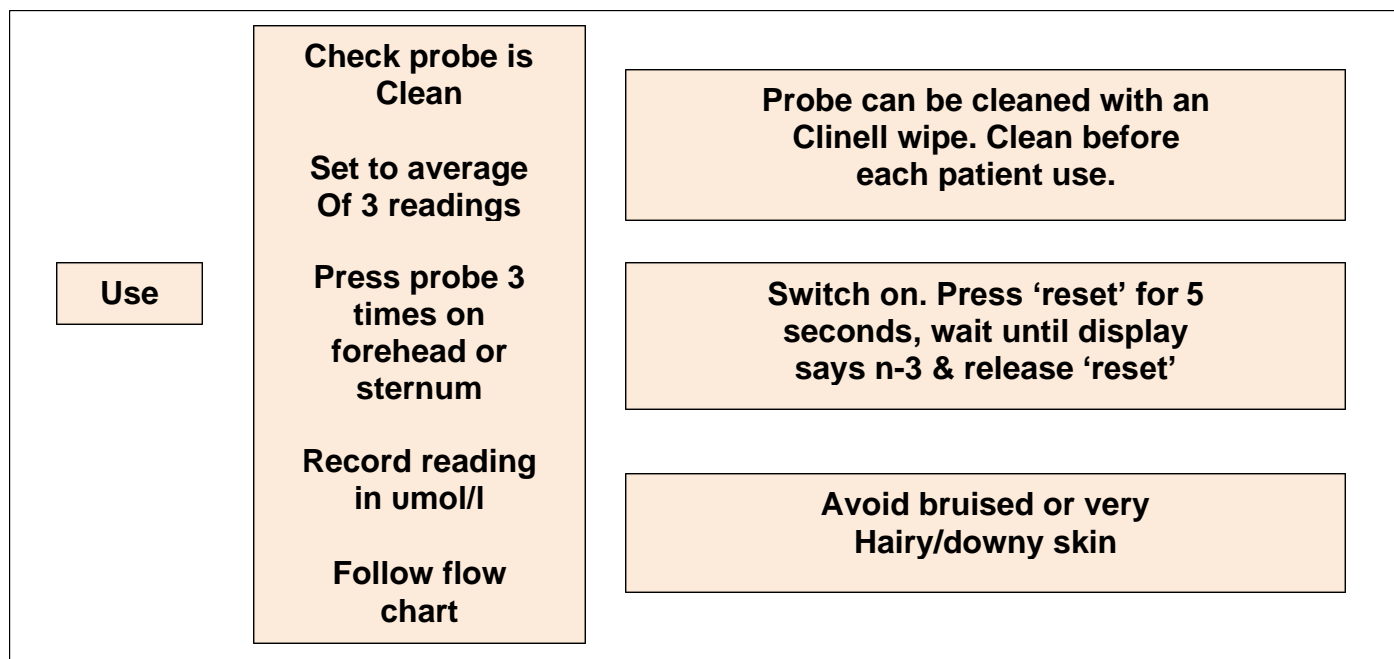 Use
Check probe is
Clean
Set to average
Of 3 readings
Press probe 3
times on
forehead or
sternum
Record reading
in umol/l
Follow flow
chart
Probe can be cleaned with an
Clinell wipe. Clean before
each patient use.
Switch on. Press ‘reset’ for 5
seconds, wait until display
says n-3 & release ‘reset’
Avoid bruised or very
Hairy/downy skin